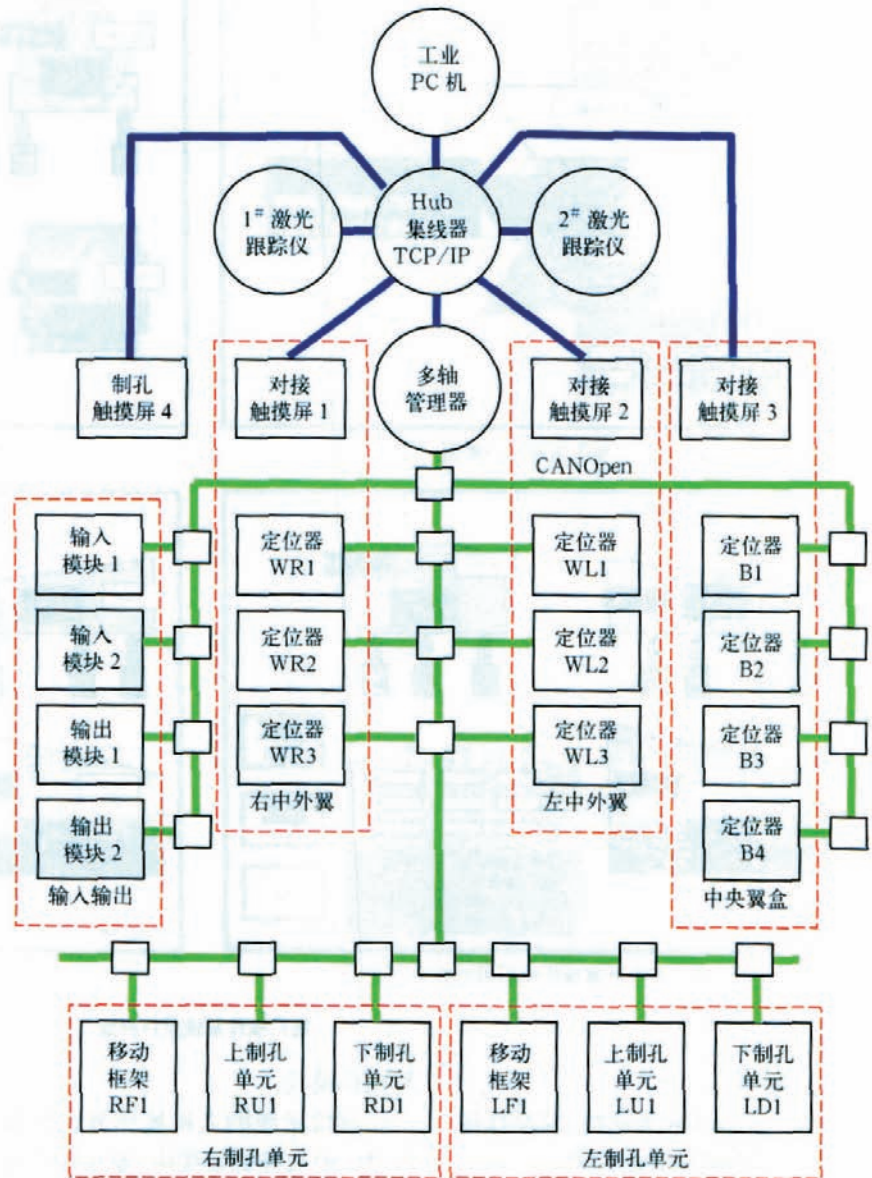 工业
PC 机
Hub
集线器
TCP/IP
1# 激光
跟踪仪
2# 激光
跟踪仪
制孔
触摸屏 4
对接
触摸屏 1
多轴
管理器
对接
触摸屏 2
对接
触摸屏 3
CANOpen
输入
模块 1
输入
模块 2
输出
模块 1
输出
模块 2
输入输出
定位器
WR1
定位器
WR2
定位器
WR3
右中外翼
定位器
WL1
定位器
WL2
定位器
WL3
左中外翼
定位器
B1
定位器
B2
定位器
B3
定位器
B4
中央翼盒
移动
框架
RF1
上制孔
单元
RU1
下制孔
单元
RD1
右制孔单元
移动
框架
LF1
上制孔
单元
LU1
下制孔
单元
LD1
左制孔单元